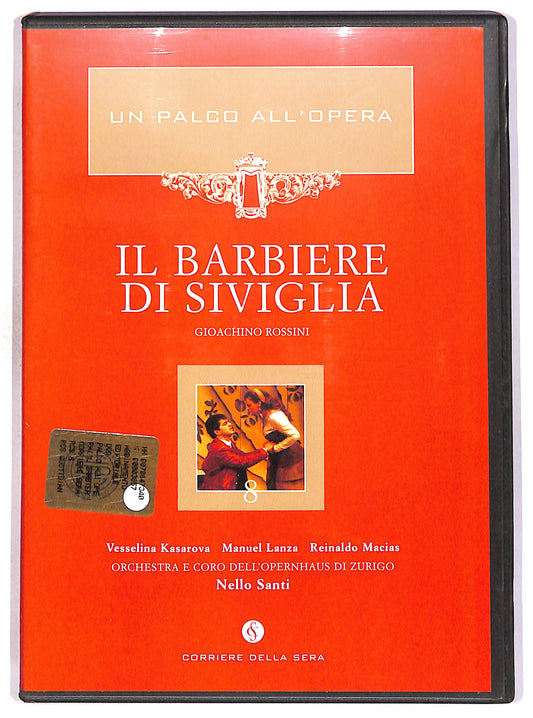 UN PALCO ALL'OPERA
IL BARBIERE
DI SIVIGLIA
GIOACHINO ROSSINI
8
Vesselina Kasarova Manuel Lanza Reinaldo Macias
ORCHESTRA E CORO DELL'OPERNHAUS DI ZURIGO
Nello Santi
CORRIERE DELLA SERA